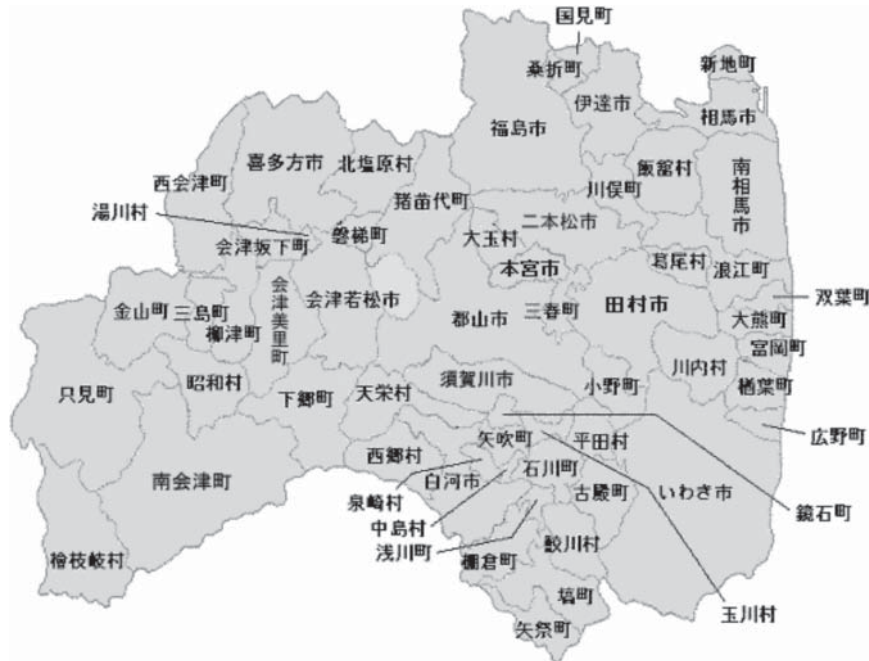 国見町
桑折町
新地町
伊達市
相馬市
福島市
喜多方市
北塩原村
飯舘村
南相馬市
西会津町
川俣町
猪苗代町
湯川村
二本松市
磐梯町
大玉村
会津坂下町
葛尾村
本宮市
浪江町
会津美里町
会津若松市
双葉町
金山町
三島町
三春町
田村市
大熊町
柳津町
郡山市
富岡町
川内村
昭和村
須賀川市
小野町
楢葉町
只見町
下郷町
天栄村
広野町
矢吹町
平田村
西郷村
石川町
南会津町
白河市
古殿町
いわき市
泉崎村
鏡石町
中島村
鮫川村
浅川町
檜枝岐村
棚倉町
塙町
玉川村
矢祭町